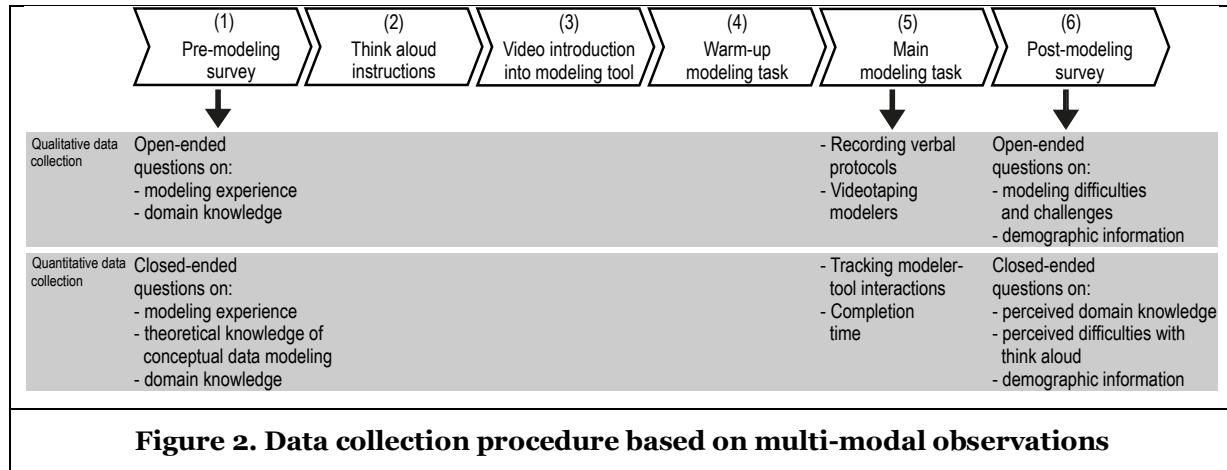 (1)
Pre-modeling
survey
(2)
Think aloud
instructions
(3)
Video introduction
into modeling tool
(4)
Warm-up
modeling task
(5)
Main
modeling task
(6)
Post-modeling
survey
Qualitative data
collection
Open-ended
questions on:
- modeling experience
- domain knowledge
- Recording verbal
protocols
- Videotaping
modelers
Open-ended
questions on:
- modeling difficulties
and challenges
- demographic information
Quantitative data
collection
Closed-ended
questions on:
- modeling experience
- theoretical knowledge of
conceptual data modeling
- domain knowledge
- Tracking modeler-
tool interactions
- Completion
time
Closed-ended
questions on:
- perceived domain knowledge
- perceived difficulties with
think aloud
- demographic information
Figure 2. Data collection procedure based on multi-modal observations